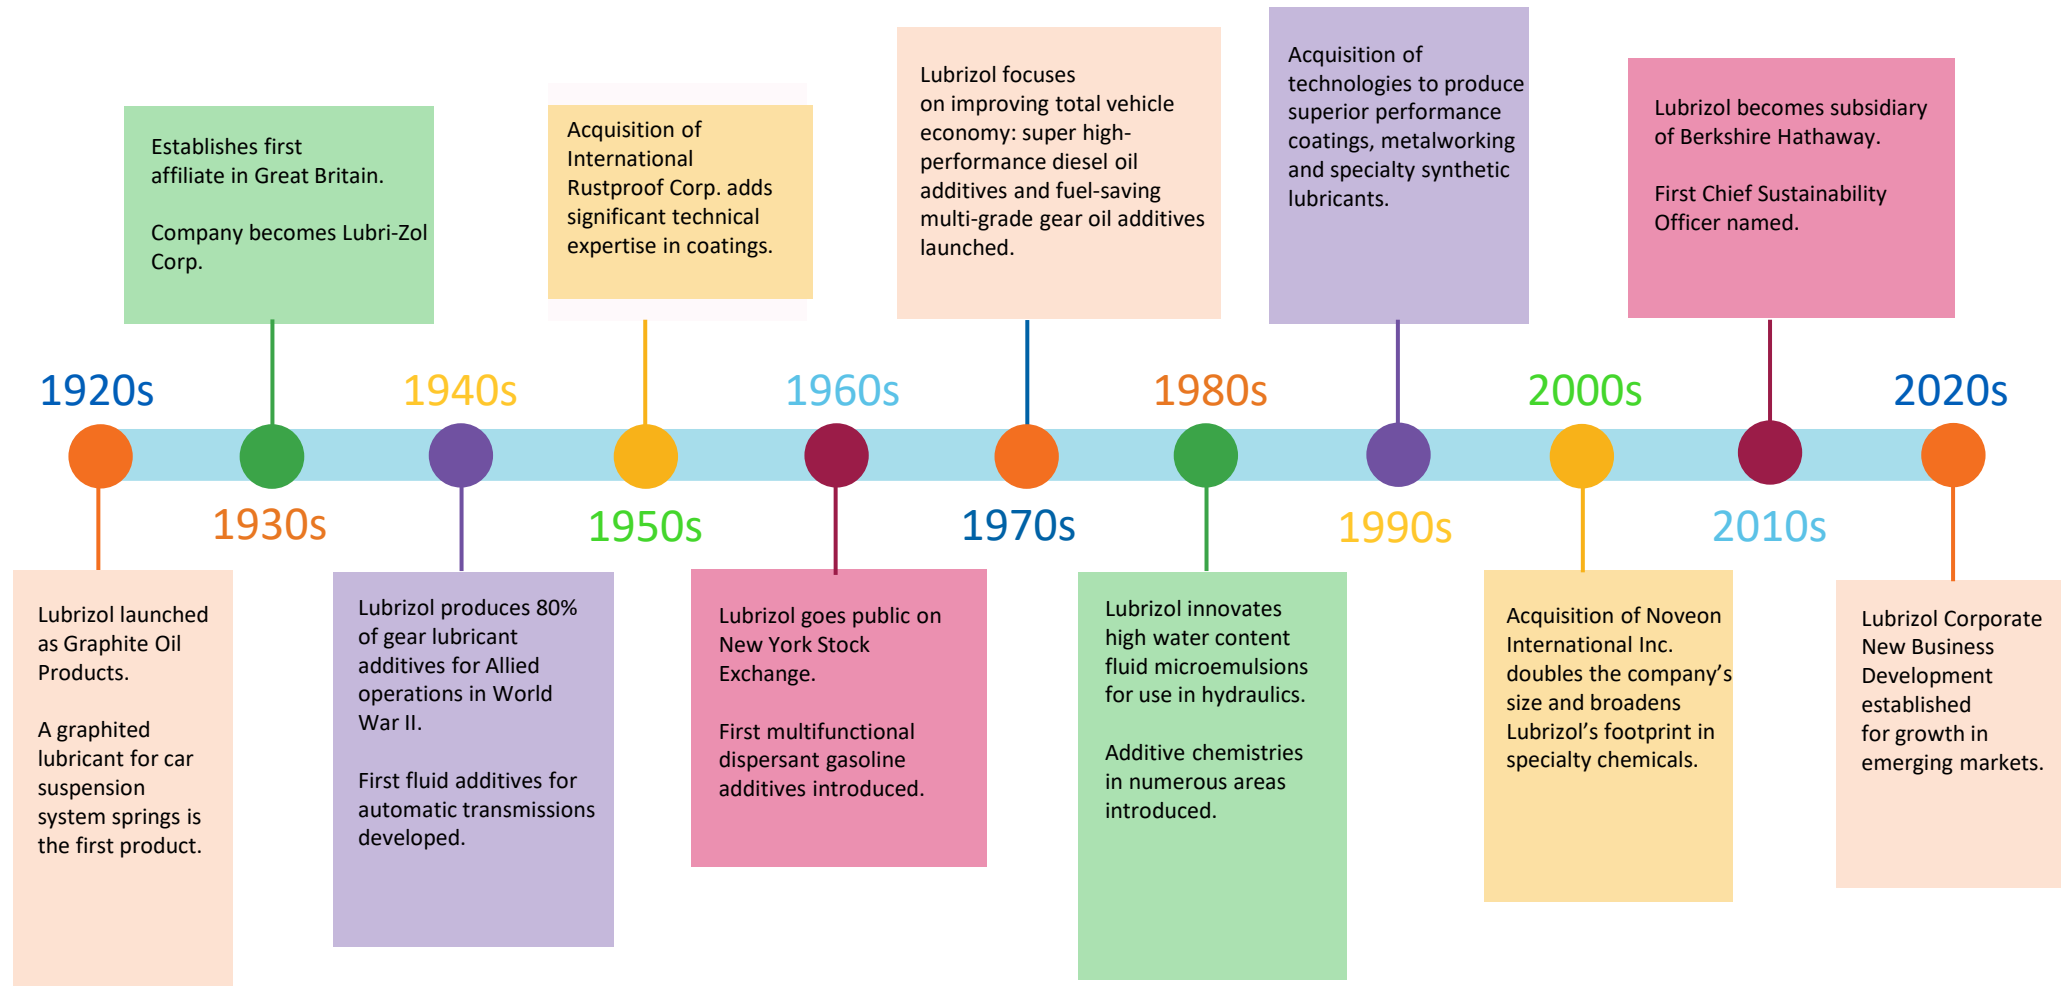 1920s
Lubrizol launched
as Graphite Oil
Products.
A graphited
lubricant for car
suspension
system springs is
the first product.
Establishes first
affiliate in Great Britain.
Company becomes Lubri-Zol
Corp.
1930s
1940s
Lubrizol produces 80%
of gear lubricant
additives for Allied
operations in World
War II.
First fluid additives for
automatic transmissions
developed.
Acquisition of
International
Rustproof Corp. adds
significant technical
expertise in coatings.
1950s
1960s
Lubrizol goes public on
New York Stock
Exchange.
First multifunctional
dispersant gasoline
additives introduced.
Lubrizol focuses
on improving total vehicle
economy: super high-
performance diesel oil
additives and fuel-saving
multi-grade gear oil additives
launched.
1970s
1980s
Lubrizol innovates
high water content
fluid microemulsions
for use in hydraulics.
Additive chemistries
in numerous areas
introduced.
Acquisition of
technologies to produce
superior performance
coatings, metalworking
and specialty synthetic
lubricants.
1990s
2000s
Acquisition of Noveon
International Inc.
doubles the company’s
size and broadens
Lubrizol’s footprint in
specialty chemicals.
Lubrizol becomes subsidiary
of Berkshire Hathaway.
First Chief Sustainability
Officer named.
2010s
2020s
Lubrizol Corporate
New Business
Development
established
for growth in
emerging markets.